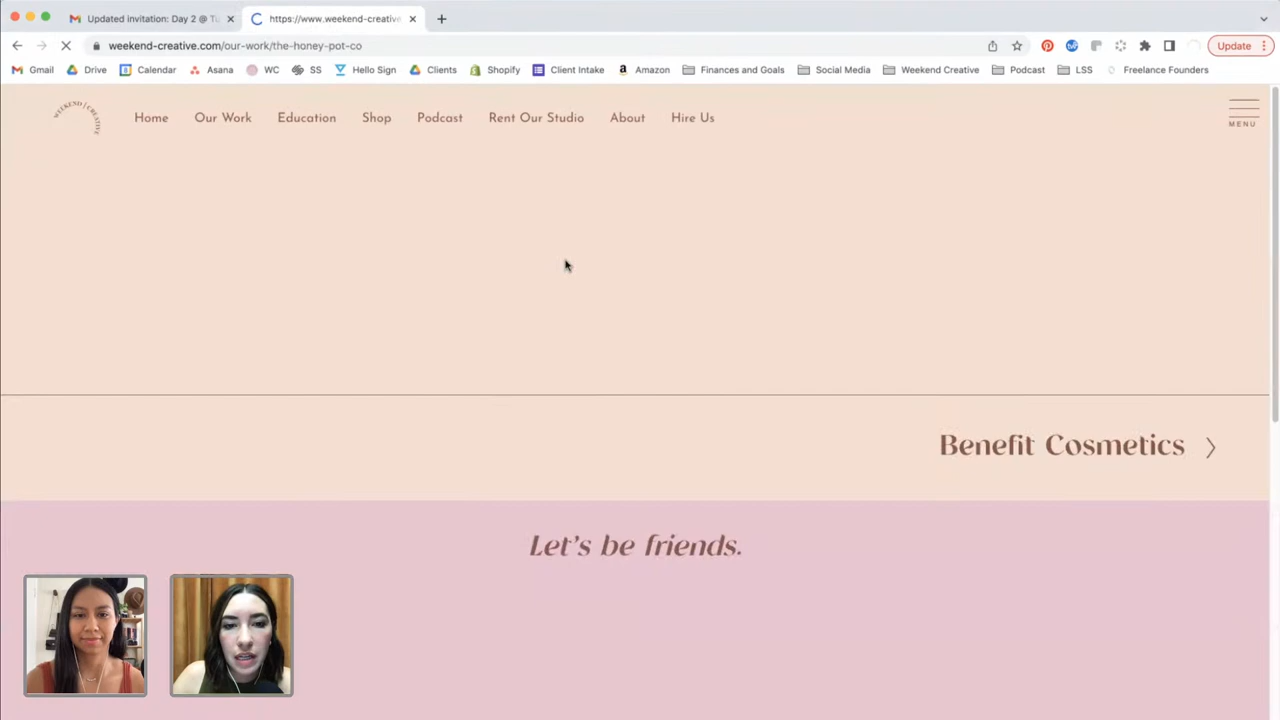 Updated invitation: Day 2 @ Tu
https://www.weekend-creative
weekend-creative.com/our-work/the-honey-pot-co
Update
Gmail
Drive
Calendar
Asana
WC
SS
Hello Sign
Clients
Shopify
Client Intake
Amazon
Finances and Goals
Social Media
Weekend Creative
Podcast
LSS
Freelance Founders
WEEKEND | CREATIVE
Home
Our Work
Education
Shop
Podcast
Rent Our Studio
About
Hire Us
MENU
Benefit Cosmetics
Let's be friends.